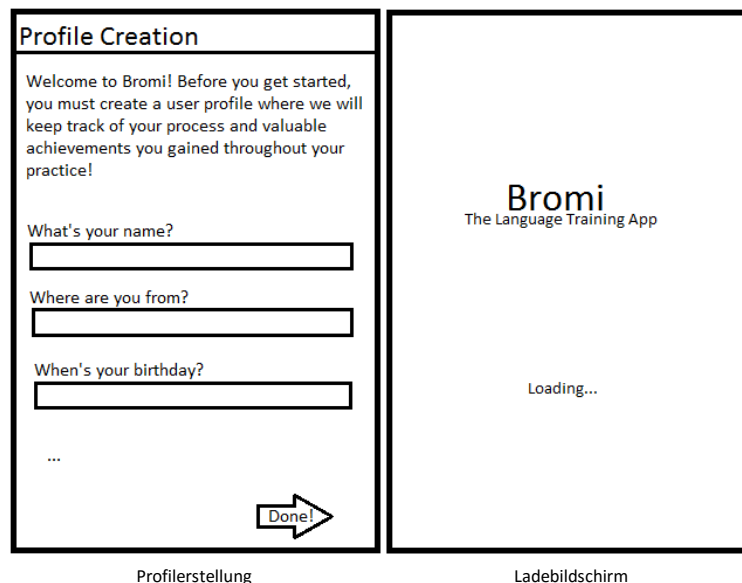 Profile Creation
Welcome to Bromi! Before you get started,
you must create a user profile where we will
keep track of your process and valuable
achievements you gained throughout your
practice!
What's your name?
Where are you from?
When's your birthday?
...
Done!
Profilerstellung
Bromi
The Language Training App
Loading...
Ladebildschirm